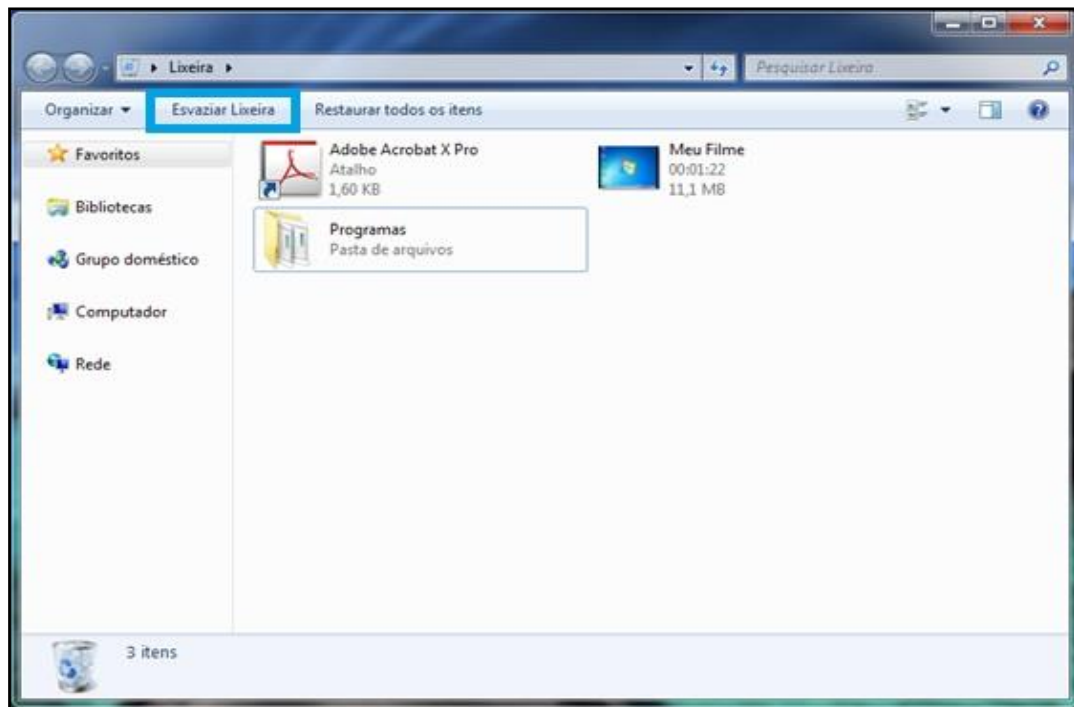 Lixeira
Pesquisar Lixeira
Organizar Esvaziar Lixeira Restaurar todos os itens
Favoritos
Bibliotecas
Grupo doméstico
Computador
Rede
Adobe Acrobat X Pro
Atalho
1,60 KB
Meu Filme
00:01:22
11,1 MB
Programas
Pasta de arquivos
3 itens